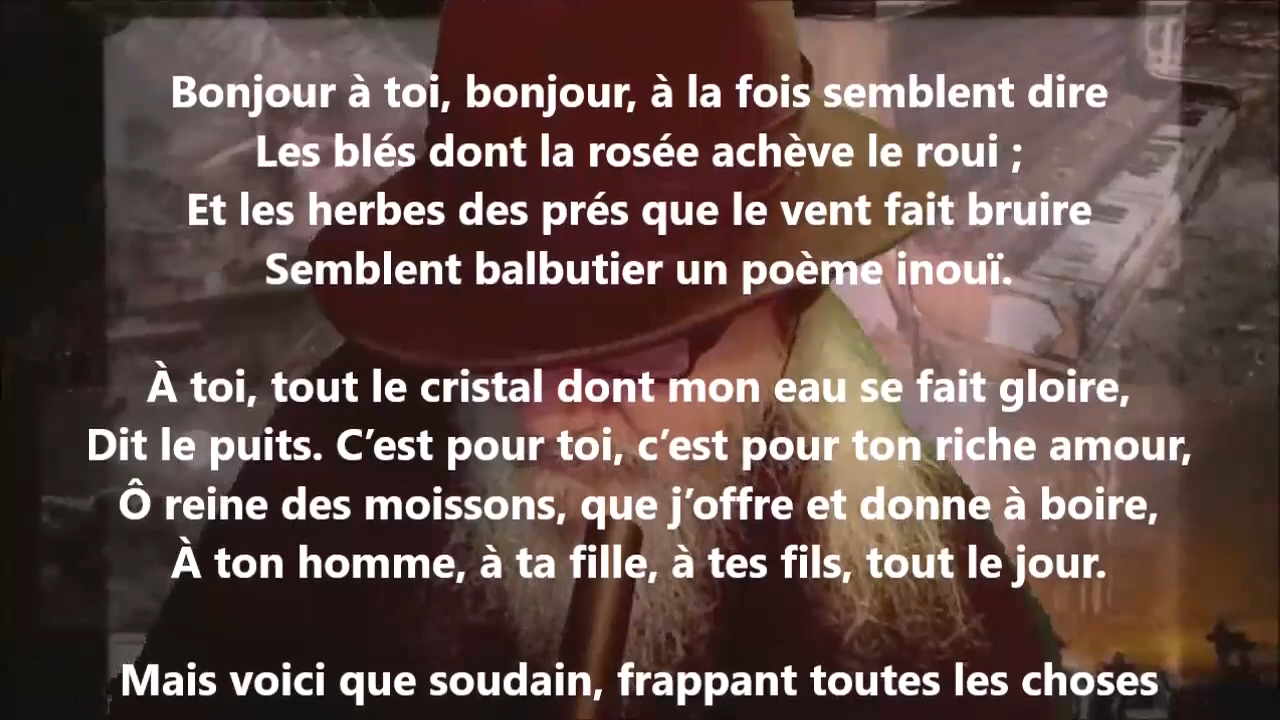 Bonjour à toi, bonjour, à la fois semblent dire
Les blés dont la rosée achève le roui ;
Et les herbes des prés que le vent fait bruire
Semblent balbutier un poème inouï.
À toi, tout le cristal dont mon eau se fait gloire,
Dit le puits. C’est pour toi, c’est pour ton riche amour,
Ô reine des moissons, que j’offre et donne à boire,
À ton homme, à ta fille, à tes fils, tout le jour.
Mais voici que soudain, frappant toutes les choses